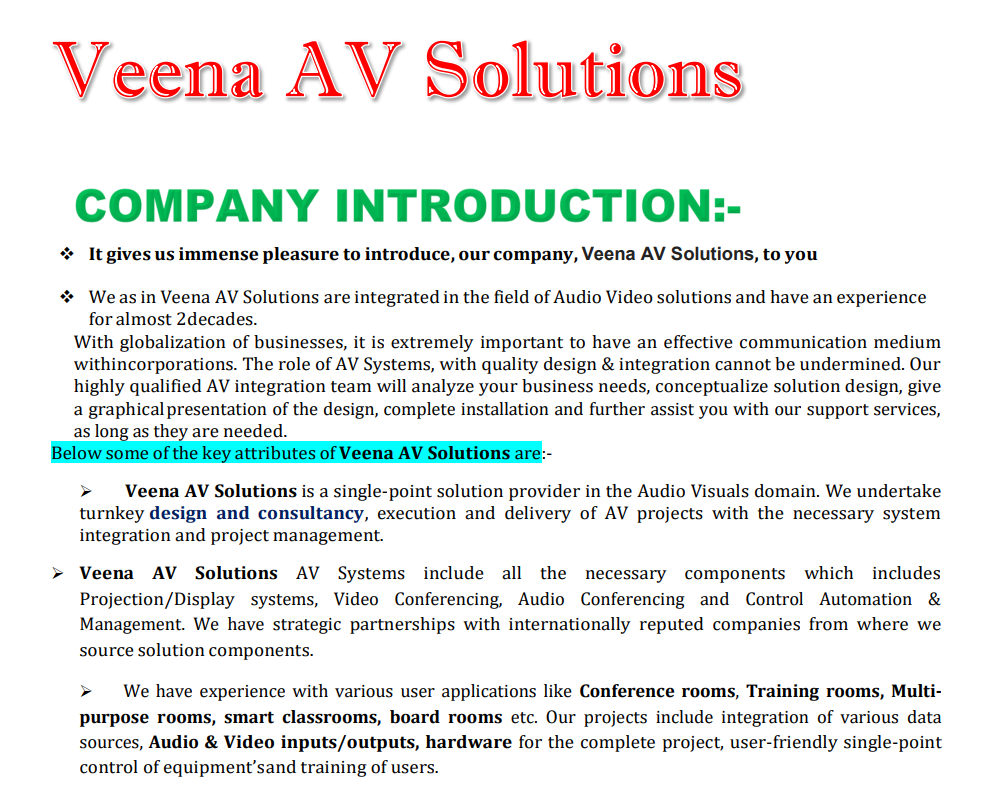 Veena AV Solutions
COMPANY INTRODUCTION:-
❖ It gives us immense pleasure to introduce, our company, Veena AV Solutions, to you
❖ We as in Veena AV Solutions are integrated in the field of Audio Video solutions and have an experience
for almost 2decades.
With globalization of businesses, it is extremely important to have an effective communication medium
withincorporations. The role of AV Systems, with quality design & integration cannot be undermined. Our
highly qualified AV integration team will analyze your business needs, conceptualize solution design, give
a graphicalpresentation of the design, complete installation and further assist you with our support services,
as long as they are needed.
Below some of the key attributes of Veena AV Solutions are:-
➢ Veena AV Solutions is a single-point solution provider in the Audio Visuals domain. We undertake
turnkey design and consultancy, execution and delivery of AV projects with the necessary system
integration and project management.
➢ Veena AV Solutions AV Systems include all the necessary components which includes
Projection/Display systems, Video Conferencing, Audio Conferencing and Control Automation &
Management. We have strategic partnerships with internationally reputed companies from where we
source solution components.
➢ We have experience with various user applications like Conference rooms, Training rooms, Multi-
purpose rooms, smart classrooms, board rooms etc. Our projects include integration of various data
sources, Audio & Video inputs/outputs, hardware for the complete project, user-friendly single-point
control of equipment’sand training of users.